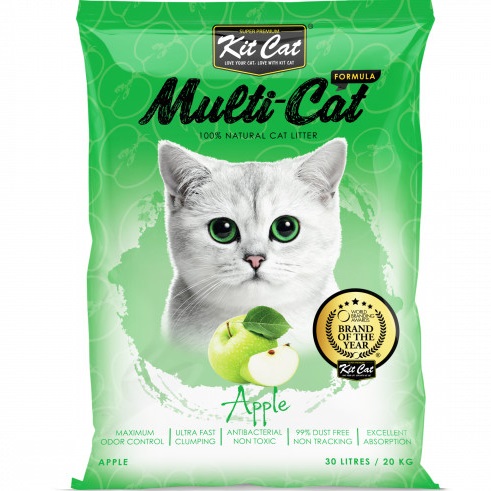 SUPER PREMIUM
Kit Cat
LOVE YOUR CAT• LOVE WITH KIT CAT
FORMULA
Multi-Cat
100% NATURAL CAT LITTER
WORLD BRANDING AWARDS
BRAND
OF THE
YEAR
Kit Cat
Apple
MAXIMUM
ODOR CONTROL
ULTRA FAST
CLUMPING
ANTIBACTERIAL
NON TOXIC
99% DUST FREE
NON TRACKING
EXCELLENT
ABSORPTION
APPLE
30 LITRES / 20 KG